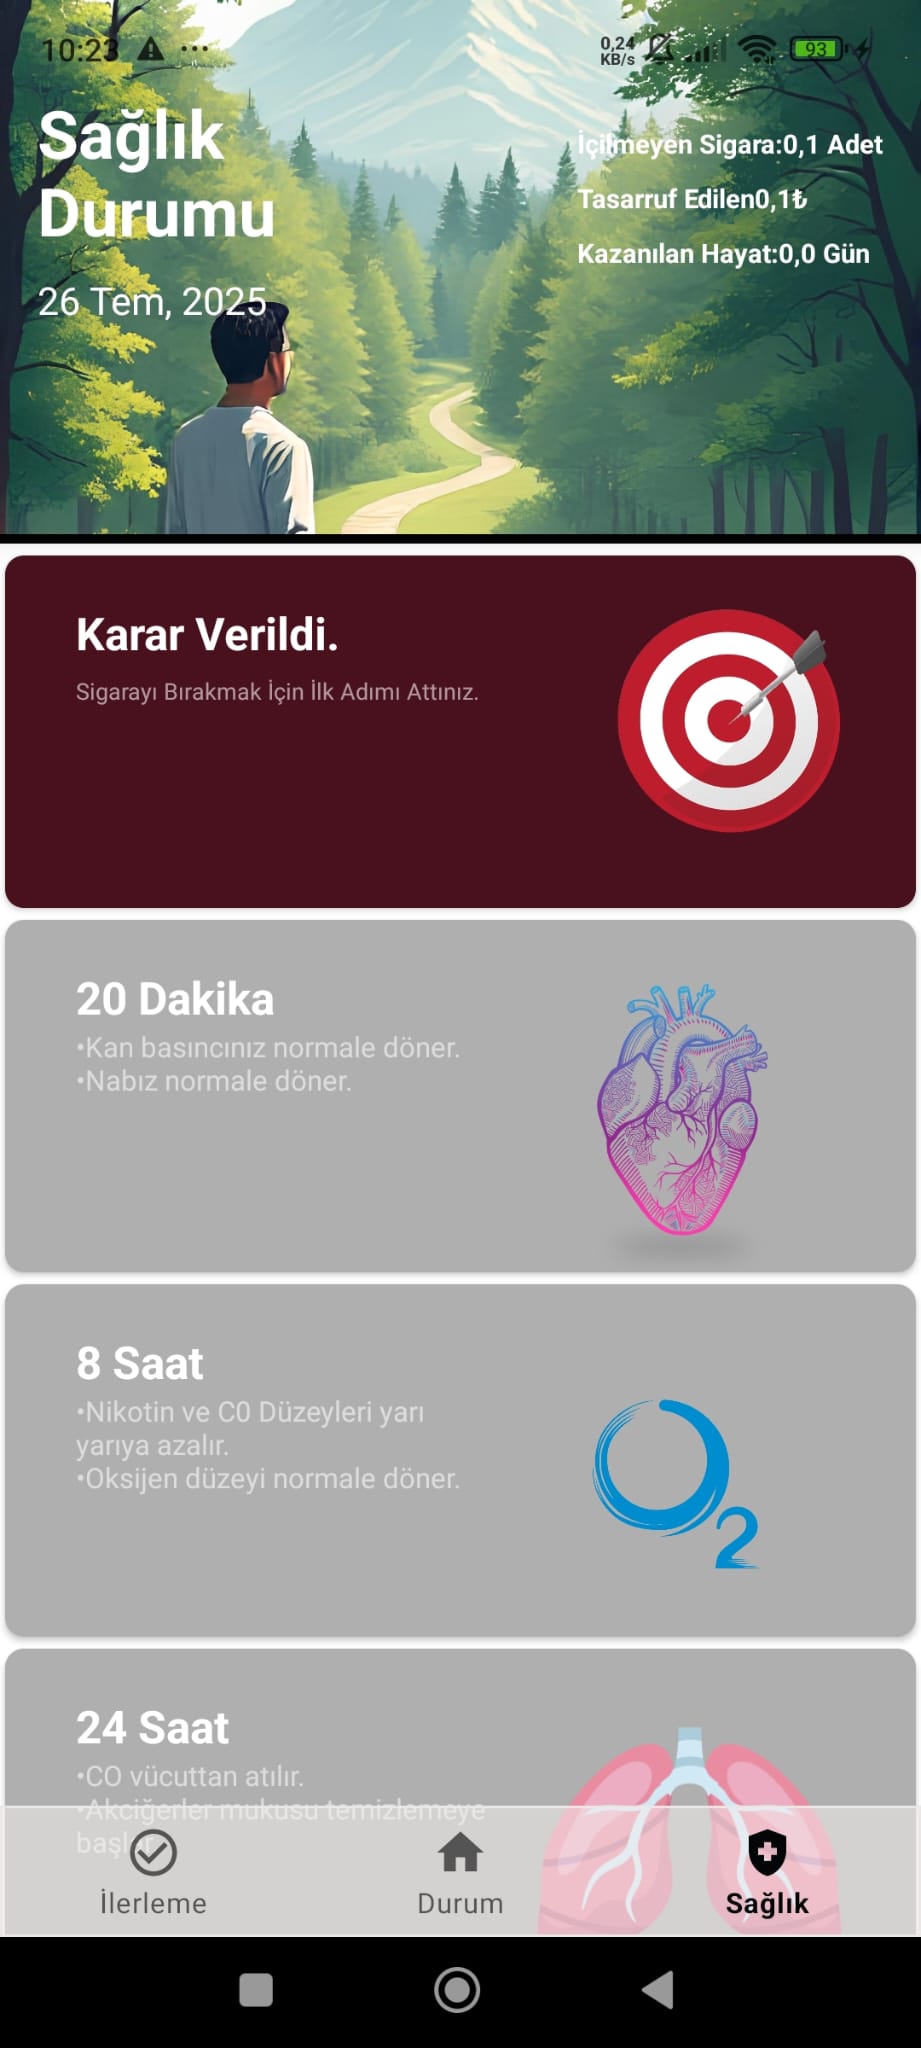 10:23
0,24
KB/s
93
Sağlık
Durumu
26 Tem, 2025
İçilmeyen Sigara:0,1 Adet
Tasarruf Edilen0,1₺
Kazanılan Hayat:0,0 Gün
Karar Verildi.
Sigarayı Bırakmak İçin İlk Adımı Attınız.
20 Dakika
•Kan basıncınız normale döner.
•Nabız normale döner.
8 Saat
•Nikotin ve C0 Düzeyleri yarı
yarıya azalır.
•Oksijen düzeyi normale döner.
O2
24 Saat
•CO vücuttan atılır.
•Akciğerler mukusu temizlemeye
başlar.
İlerleme
Durum
Sağlık